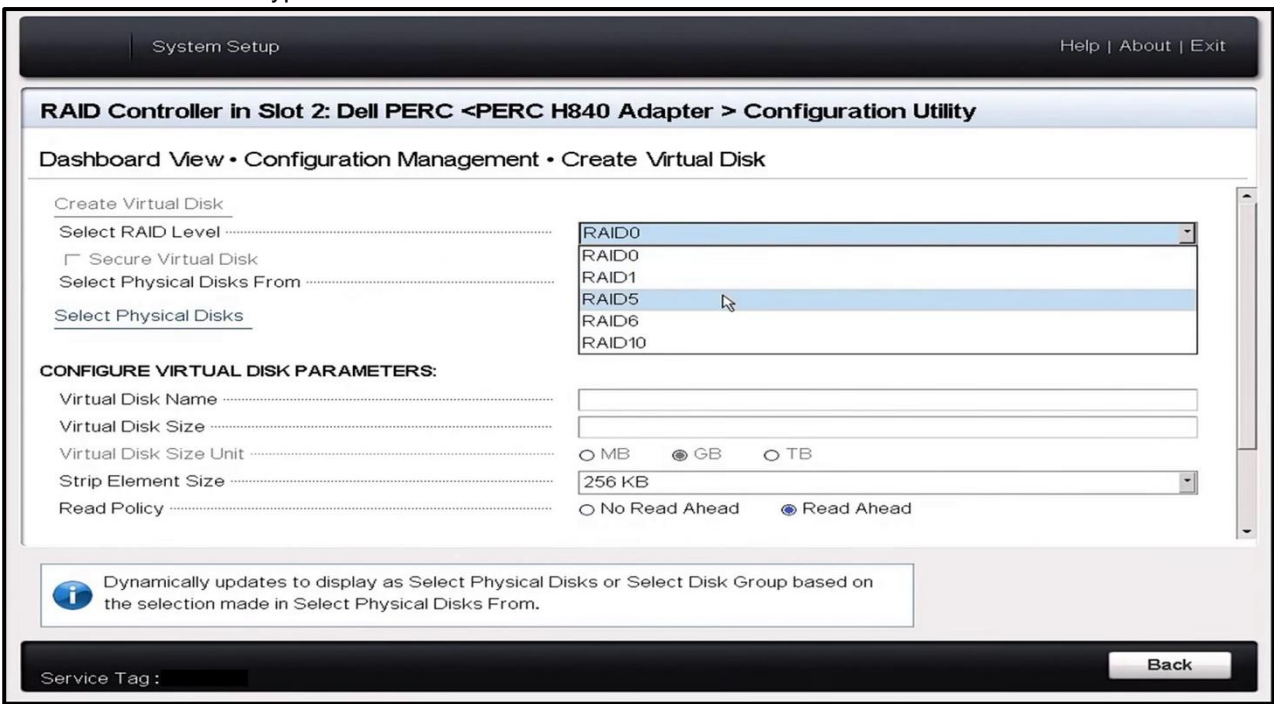 System Setup
Help | About | Exit
RAID Controller in Slot 2: Dell PERC <PERC H840 Adapter > Configuration Utility
Dashboard View • Configuration Management • Create Virtual Disk
Create Virtual Disk
Select RAID Level
RAID0
Secure Virtual Disk
RAID0
Select Physical Disks From
RAID1
RAID5
Select Physical Disks
RAID6
RAID10
CONFIGURE VIRTUAL DISK PARAMETERS:
Virtual Disk Name
Virtual Disk Size
Virtual Disk Size Unit MB GB TB
Strip Element Size 256 KB
Read Policy No Read Ahead Read Ahead
Dynamically updates to display as Select Physical Disks or Select Disk Group based on
the selection made in Select Physical Disks From.
Service Tag:
Back